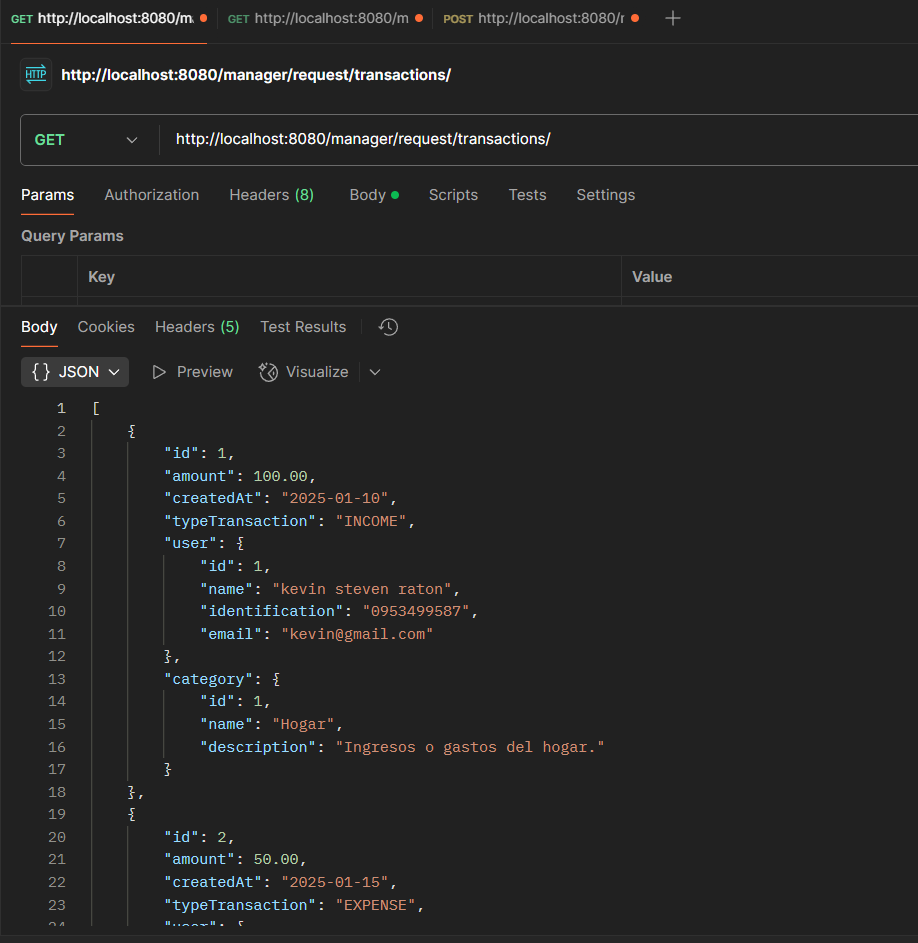 GET http://localhost:8080/m GET http://localhost:8080/m POST http://localhost:8080/r
HTTP http://localhost:8080/manager/request/transactions/
GET http://localhost:8080/manager/request/transactions/
Params Authorization Headers (8) Body Scripts Tests Settings
Query Params
Key Value
Body Cookies Headers (5) Test Results
{ } JSON Preview Visualize
1 [
2 {
3 "id": 1,
4 "amount": 100.00,
5 "createdAt": "2025-01-10",
6 "typeTransaction": "INCOME",
7 "user": {
8 "id": 1,
9 "name": "kevin steven raton",
10 "identification": "0953499587",
11 "email": "kevin@gmail.com"
12 },
13 "category": {
14 "id": 1,
15 "name": "Hogar",
16 "description": "Ingresos o gastos del hogar."
17 }
18 },
19 {
20 "id": 2,
21 "amount": 50.00,
22 "createdAt": "2025-01-15",
23 "typeTransaction": "EXPENSE",
24 "user": {